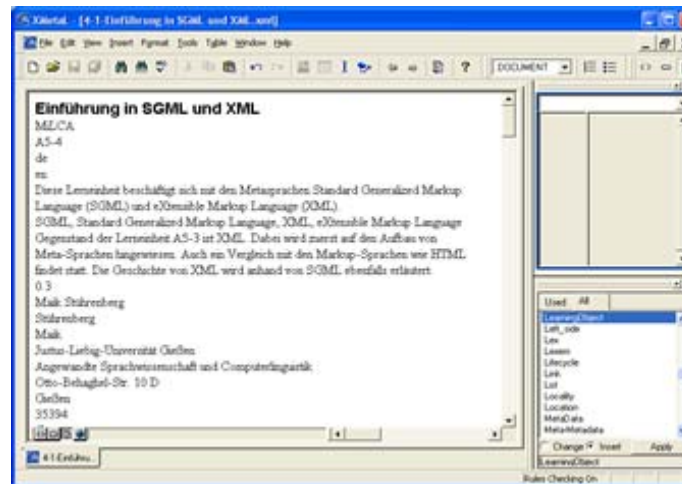 XMetaL - [4-1-Einführung in SGML und XML.xml]
File Edit View Insert Format Tools Table Window Help
DOCUMENT
Einführung in SGML und XML
MiLCA
A5-4
de
en
Diese Lerneinheit beschäftigt sich mit den Metasprachen Standard Generalized Markup
Language (SGML) und eXtensible Markup Language (XML).
SGML, Standard Generalized Markup Language, XML, eXtensible Markup Language
Gegenstand der Lerneinheit A5-3 ist XML. Dabei wird zuerst auf den Aufbau von
Meta-Sprachen hingewiesen. Auch ein Vergleich mit den Markup-Sprachen wie HTML
findet statt. Die Geschichte von XML wird anhand von SGML ebenfalls erläutert.
0.3
Maik Stührenberg
Stührenberg
Maik
Justus-Liebig-Universität Gießen
Angewandte Sprachwissenschaft und Computerlinguistik
Otto-Behaghel-Str. 10 D
Gießen
35394
4-1-Einführu...
Used All
LearningObject
Left_side
Lex
Lexem
Lifecycle
Link
List
Locality
Location
MetaData
Meta-Metadata
Change Insert Apply
LearningObject
Rules Checking On